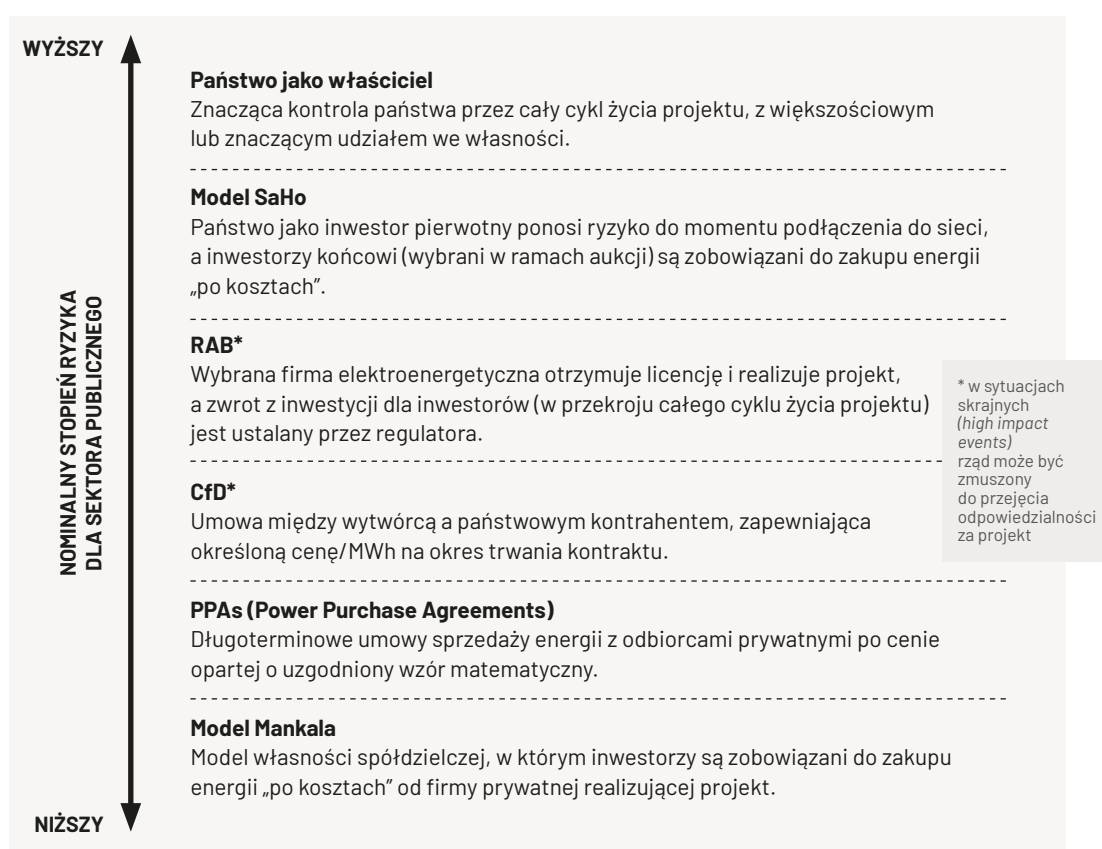 WYŻSZY
Państwo jako właściciel
Znacząca kontrola państwa przez cały cykl życia projektu, z większościowym
lub znaczącym udziałem we własności.
Model SaHo
Państwo jako inwestor pierwotny ponosi ryzyko do momentu podłączenia do sieci,
a inwestorzy końcowi (wybrani w ramach aukcji) są zobowiązani do zakupu energii
„po kosztach”.
NOMINALNY STOPIEŃ RYZYKA
DLA SEKTORA PUBLICZNEGO
RAB*
Wybrana firma elektroenergetyczna otrzymuje licencję i realizuje projekt,
a zwrot z inwestycji dla inwestorów (w przekroju całego cyklu życia projektu)
jest ustalany przez regulatora.
* w sytuacjach
skrajnych
(high impact
events)
rząd może być
zmuszony
do przejęcia
odpowiedzialności
za projekt
CfD*
Umowa między wytwórcą a państwowym kontrahentem, zapewniająca
określoną cenę/MWh na okres trwania kontraktu.
PPAs (Power Purchase Agreements)
Długoterminowe umowy sprzedaży energii z odbiorcami prywatnymi po cenie
opartej o uzgodniony wzór matematyczny.
Model Mankala
Model własności spółdzielczej, w którym inwestorzy są zobowiązani do zakupu
energii „po kosztach” od firmy prywatnej realizującej projekt.
NIŻSZY